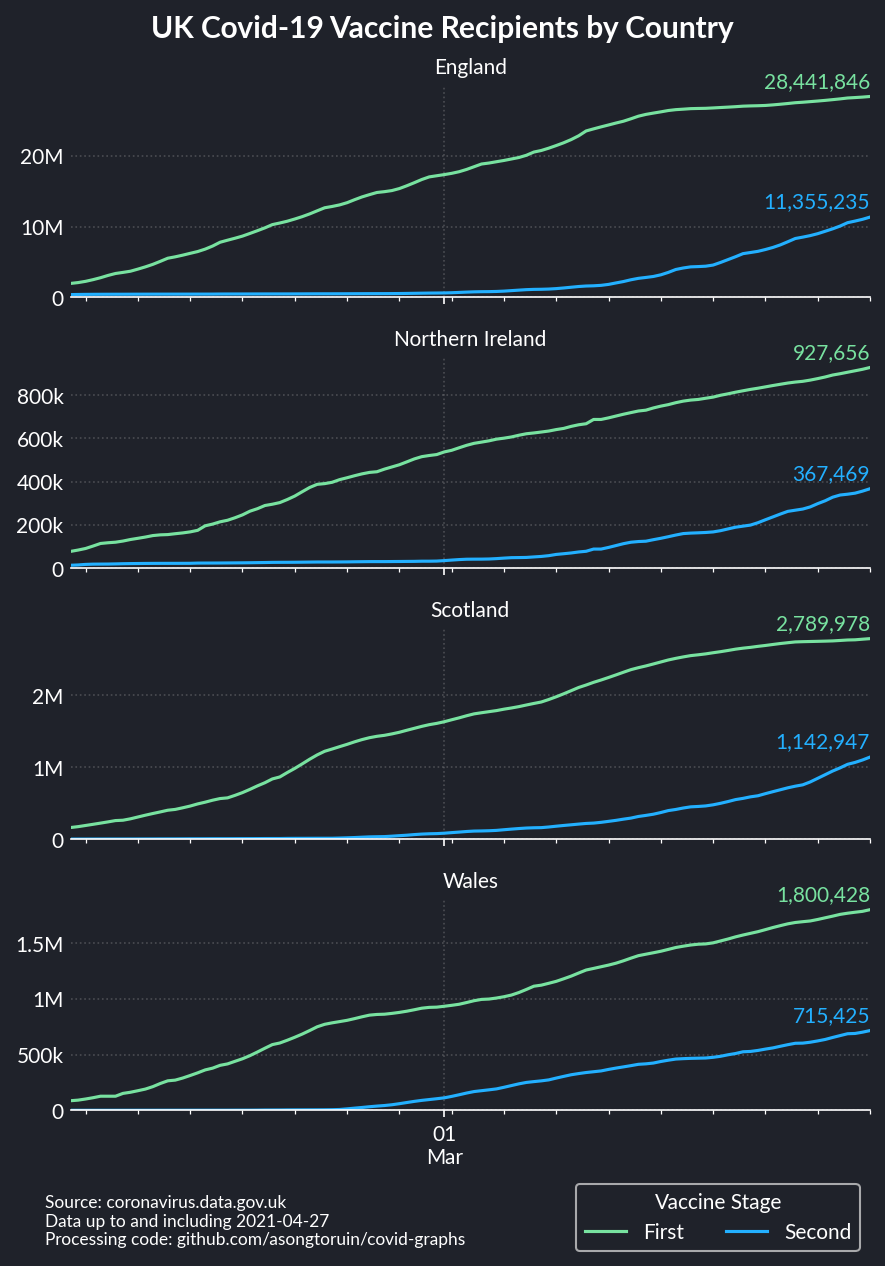 UK Covid-19 Vaccine Recipients by Country
England
28,441,846
20M
11,355,235
10M
0
Northern Ireland
927,656
800k
600k
400k
367,469
200k
0
Scotland
2,789,978
2M
1,142,947
1M
0
Wales
1,800,428
1.5M
1M
715,425
500k
0
01
Mar
Source: coronavirus.data.gov.uk
Data up to and including 2021-04-27
Processing code: github.com/asongtoruin/covid-graphs
Vaccine Stage
First Second